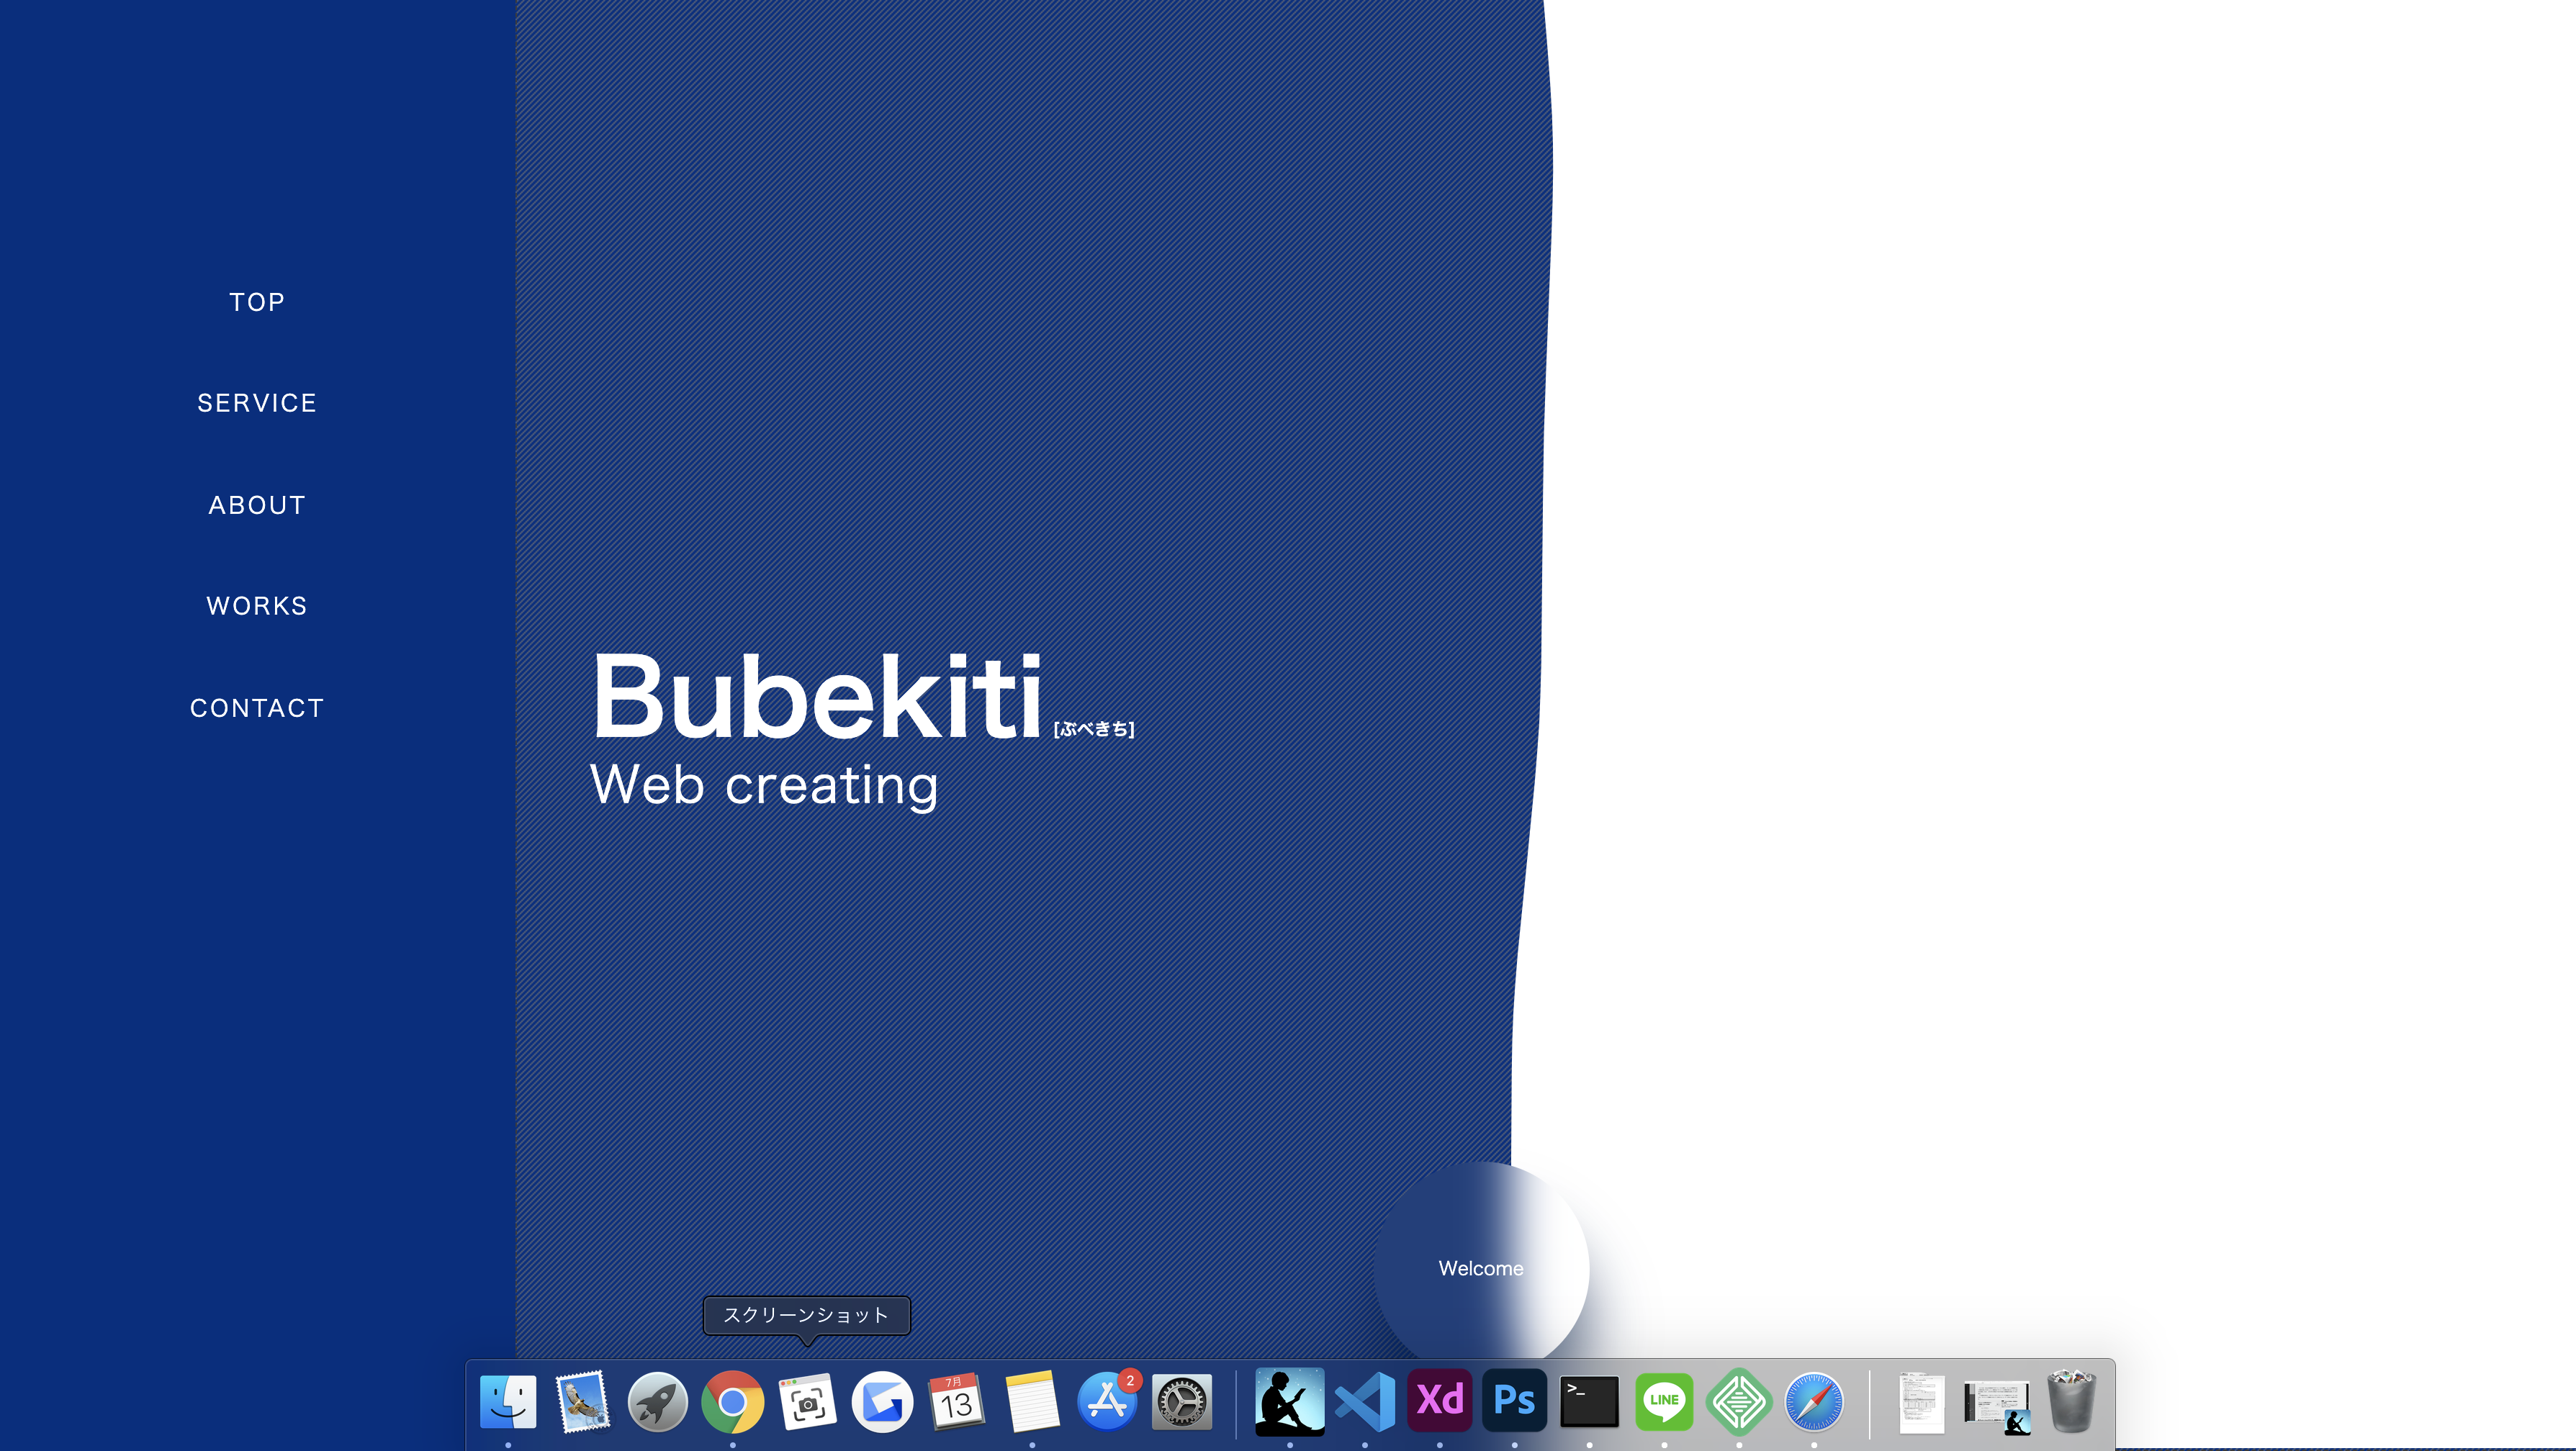 TOP
SERVICE
ABOUT
WORKS
CONTACT
Bubekiti [ぶべきち]
Web creating
Welcome
スクリーンショット
7月
13
2
>_
Xd
Ps
LINE